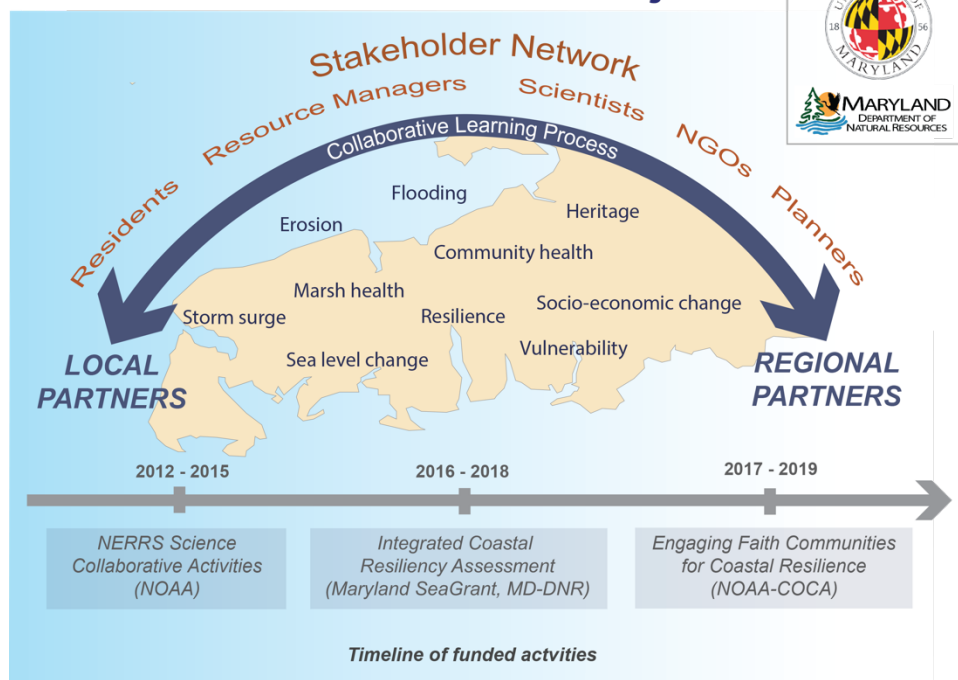 18 56
MARYLAND
MARYLAND
DEPARTMENT OF
NATURAL RESOURCES
Stakeholder Network
Residents Resource Managers Scientists NGOs Planners
Collaborative Learning Process
Flooding
Heritage
Erosion
Community health
Marsh health
Socio-economic change
Storm surge
Resilience
Vulnerability
Sea level change
LOCAL
PARTNERS
REGIONAL
PARTNERS
2012 - 2015
2016 - 2018
2017 - 2019
NERRS Science
Collaborative Activities
(NOAA)
Integrated Coastal
Resiliency Assessment
(Maryland SeaGrant, MD-DNR)
Engaging Faith Communities
for Coastal Resilience
(NOAA-COCA)
Timeline of funded actvities